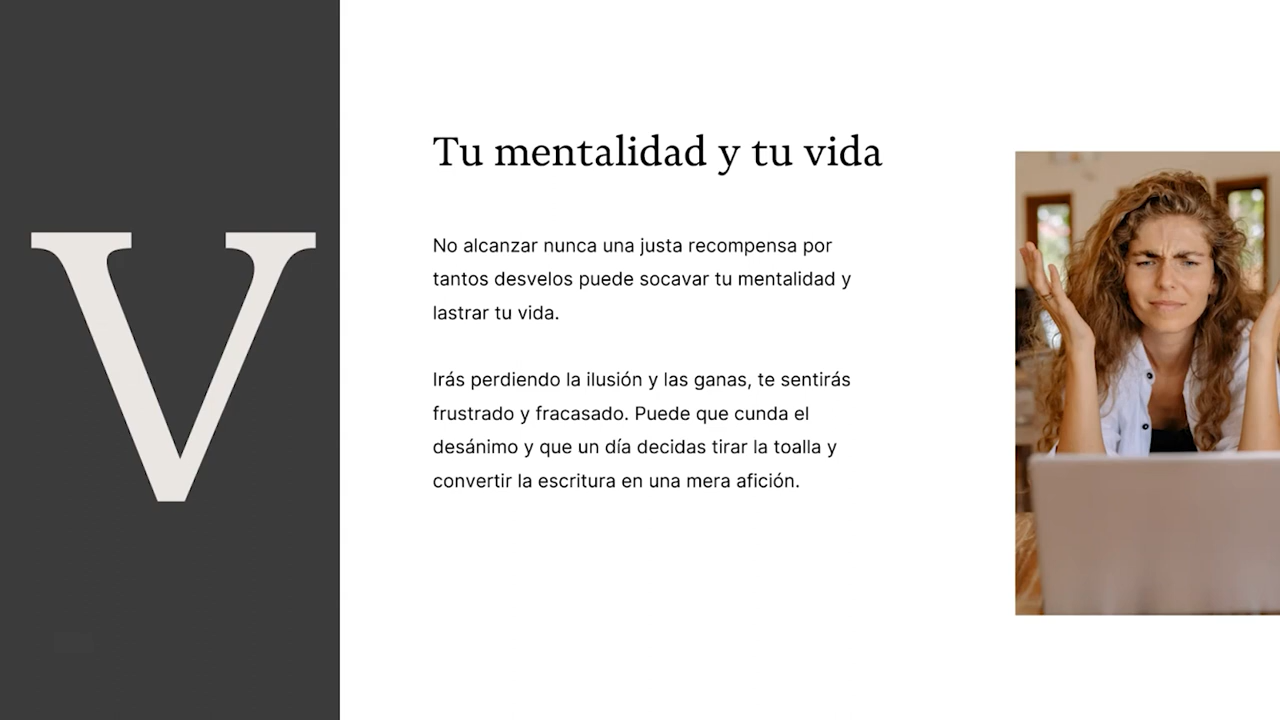 V
Tu mentalidad y tu vida
No alcanzar nunca una justa recompensa por
tantos desvelos puede socavar tu mentalidad y
lastrar tu vida.
Irás perdiendo la ilusión y las ganas, te sentirás
frustrado y fracasado. Puede que cunda el
desánimo y que un día decidas tirar la toalla y
convertir la escritura en una mera afición.